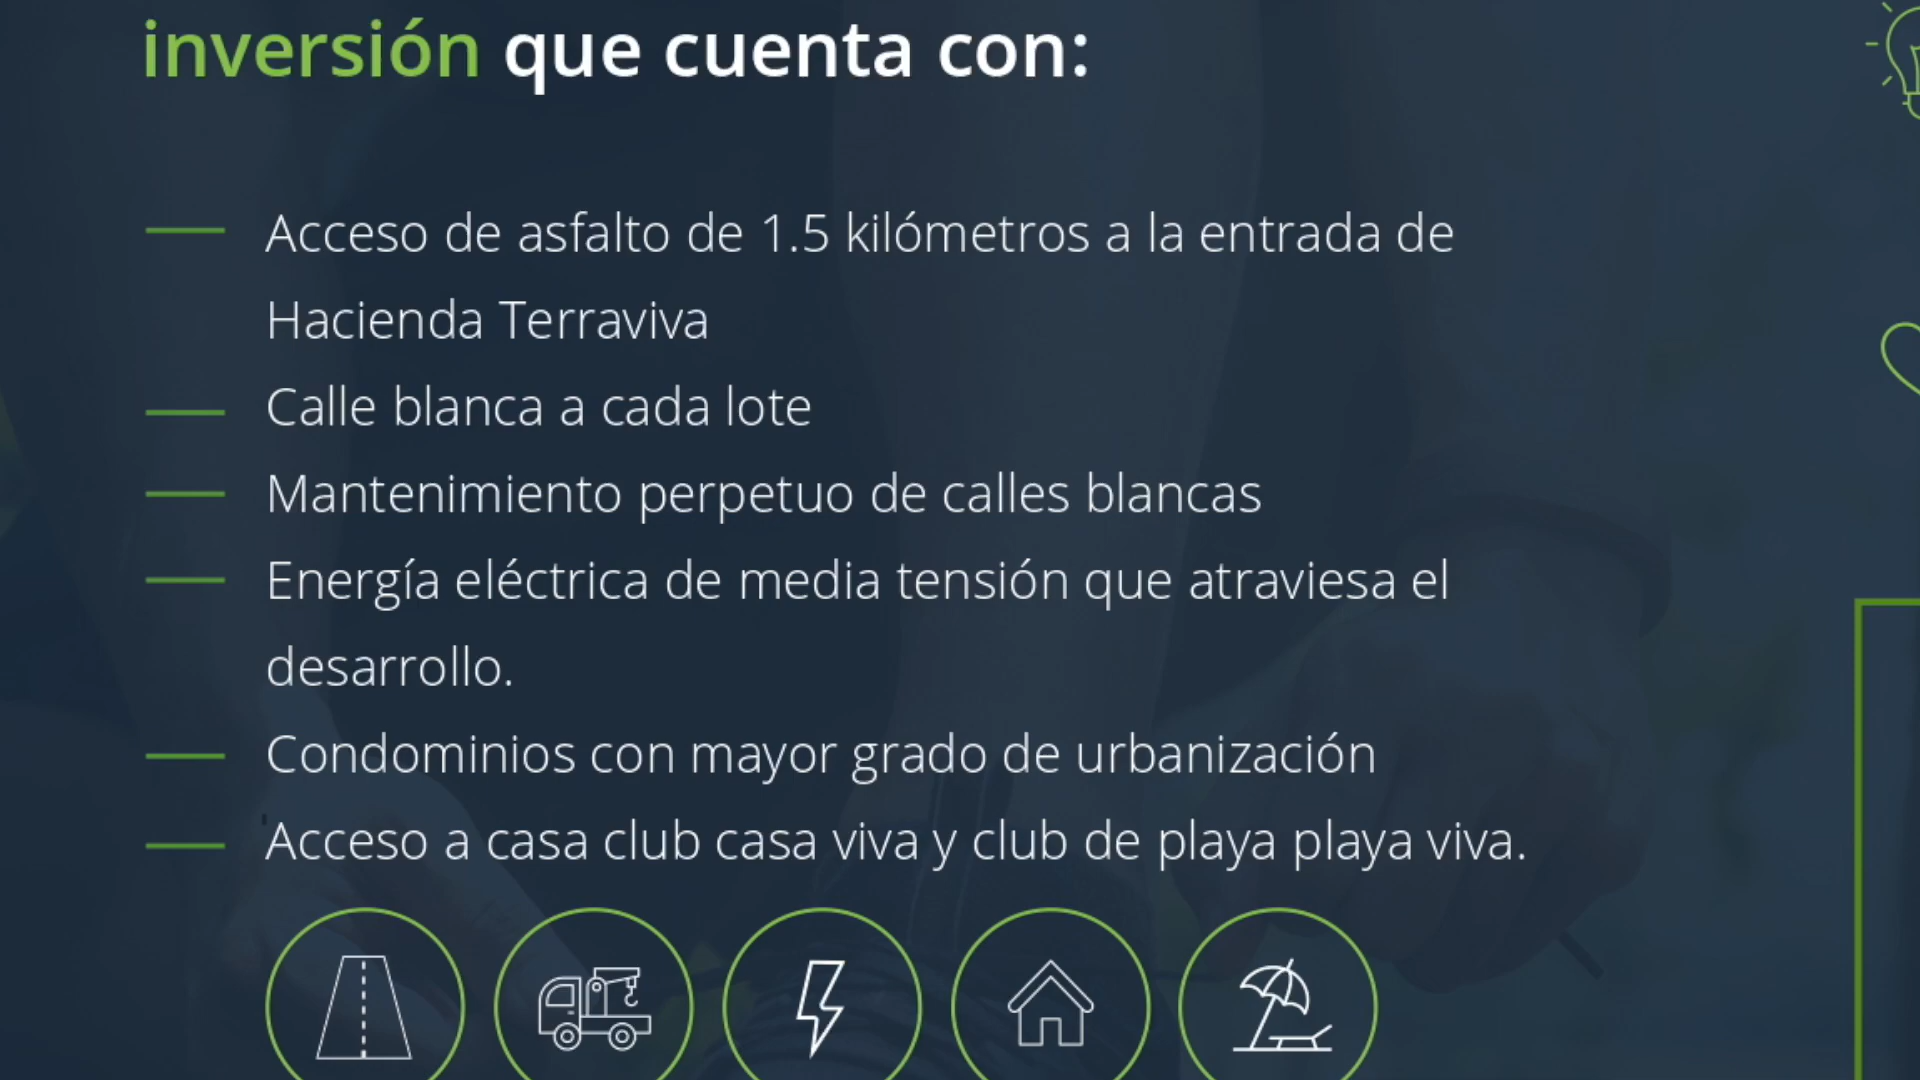 inversión que cuenta con:
Acceso de asfalto de 1.5 kilómetros a la entrada de
Hacienda Terraviva
Calle blanca a cada lote
Mantenimiento perpetuo de calles blancas
Energía eléctrica de media tensión que atraviesa el
desarrollo.
Condominios con mayor grado de urbanización
Acceso a casa club casa viva y club de playa playa viva.